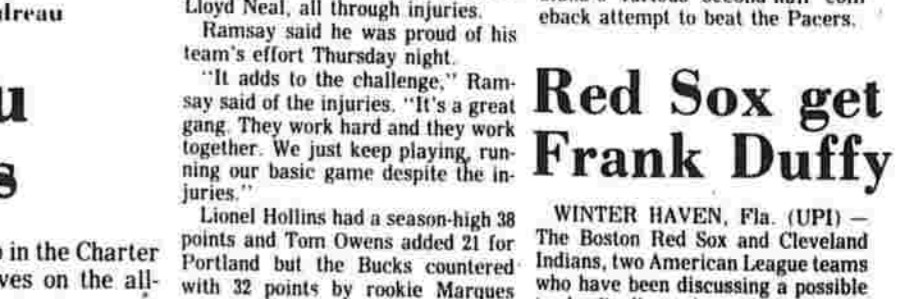 ulreau
u
s
in the Charter
ves on the all-
Lloyd Neal, all through injuries.
Ramsay said he was proud of his
team's effort Thursday night.
"It adds to the challenge," Ram-
say said of the injuries. "It's a great
gang. They work hard and they work
together. We just keep playing, run-
ning our basic game despite the in-
juries."
Lionel Hollins had a season-high 38
points and Tom Owens added 21 for
Portland but the Bucks countered
with 32 points by rookie Marques
eback attempt to beat the Pacers.
Red Sox get
Frank Duffy
WINTER HAVEN, Fla. (UPI) —
The Boston Red Sox and Cleveland
Indians, two American League teams
who have been discussing a possible